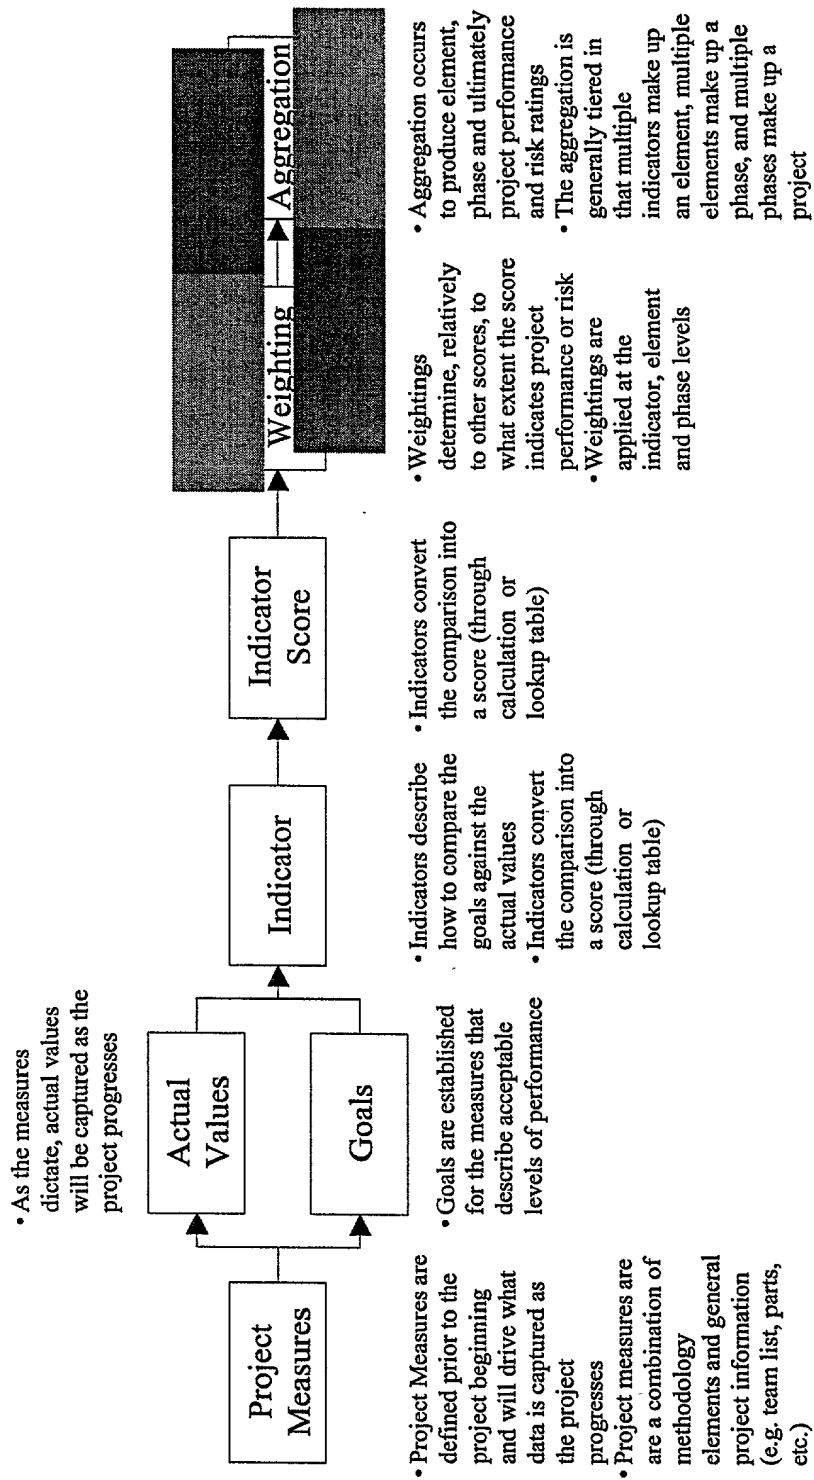 • As the measures
dictate, actual values
will be captured as the
project progresses
Project
Measures
Actual
Values
Goals
Indicator
Indicator
Score
Weighting
Aggregation
• Project Measures are
defined prior to the
project beginning
and will drive what
data is captured as
the project
progresses
• Project measures are
are a combination of
methodology
elements and general
project information
(e.g. team list, parts,
etc.)
• Goals are established
for the measures that
describe acceptable
levels of performance
• Indicators describe
how to compare the
goals against the
actual values
• Indicators convert
the comparison into
a score (through
calculation or
lookup table)
• Indicators convert
the comparison into
a score (through
calculation or
lookup table)
• Weightings
determine, relatively
to other scores, to
what extent the score
indicates project
performance or risk
• Weightings are
applied at the
indicator, element
and phase levels
• Aggregation occurs
to produce element,
phase and ultimately
project performance
and risk ratings
• The aggregation is
generally tiered in
that multiple
indicators make up
an element, multiple
elements make up a
phase, and multiple
phases make up a
project